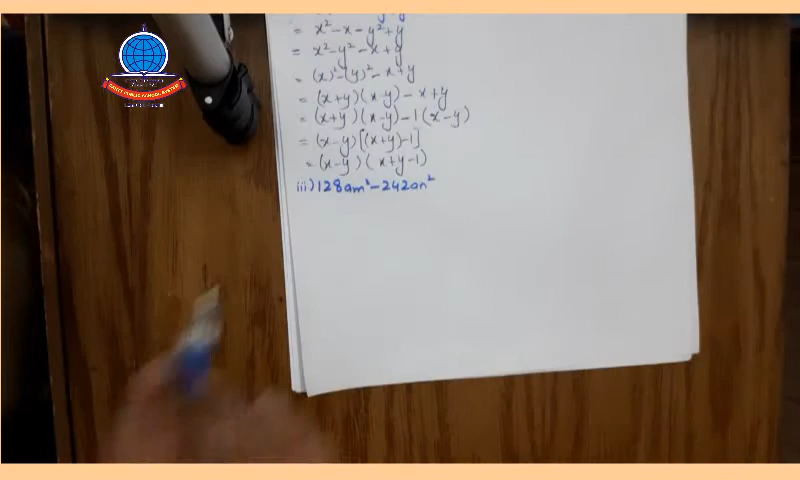 = x² - x - y² + y
= x² - y² - x + y
= (x)² - (y)² - x + y
= (x+y) (x-y) - x + y
= (x+y) (x-y) - 1 (x-y)
= (x-y) [(x+y) -1]
= (x-y) (x+y-1)
iii) 128am² - 242an²